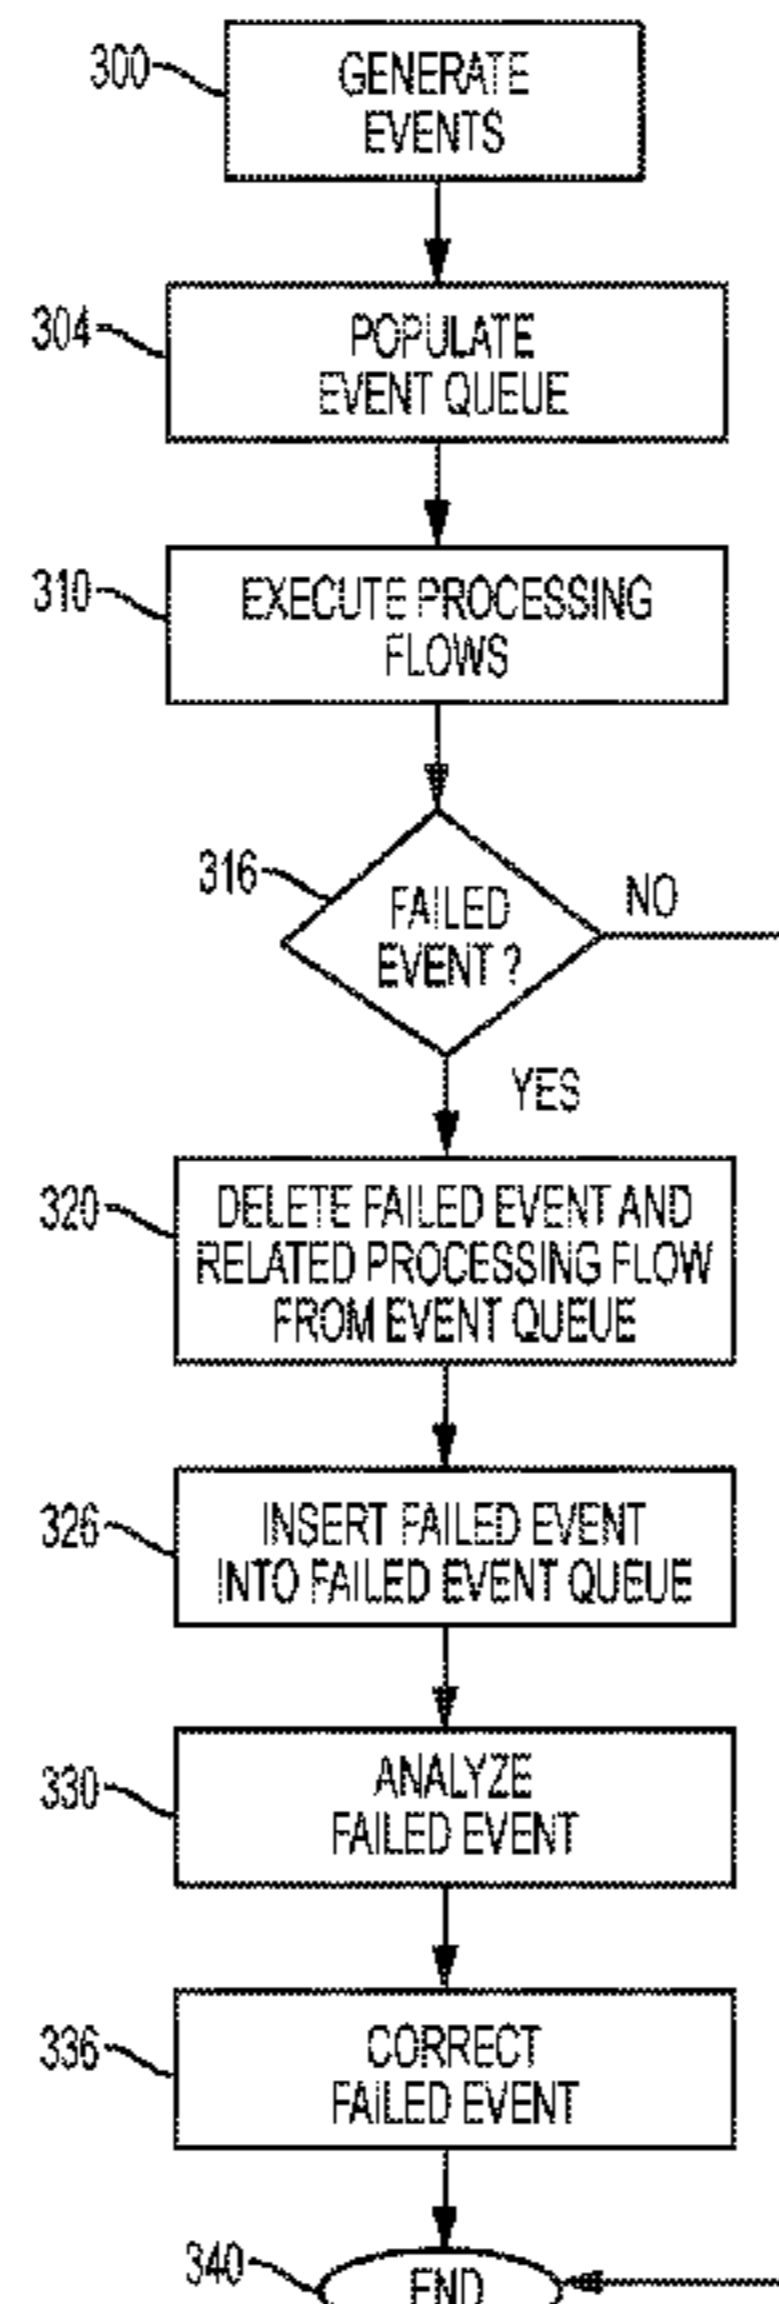 300
GENERATE
EVENTS
304
POPULATE
EVENT QUEUE
310
EXECUTE PROCESSING
FLOWS
316
FAILED
EVENT ?
NO
YES
320
DELETE FAILED EVENT AND
RELATED PROCESSING FLOW
FROM EVENT QUEUE
326
INSERT FAILED EVENT
INTO FAILED EVENT QUEUE
330
ANALYZE
FAILED EVENT
336
CORRECT
FAILED EVENT
340
END